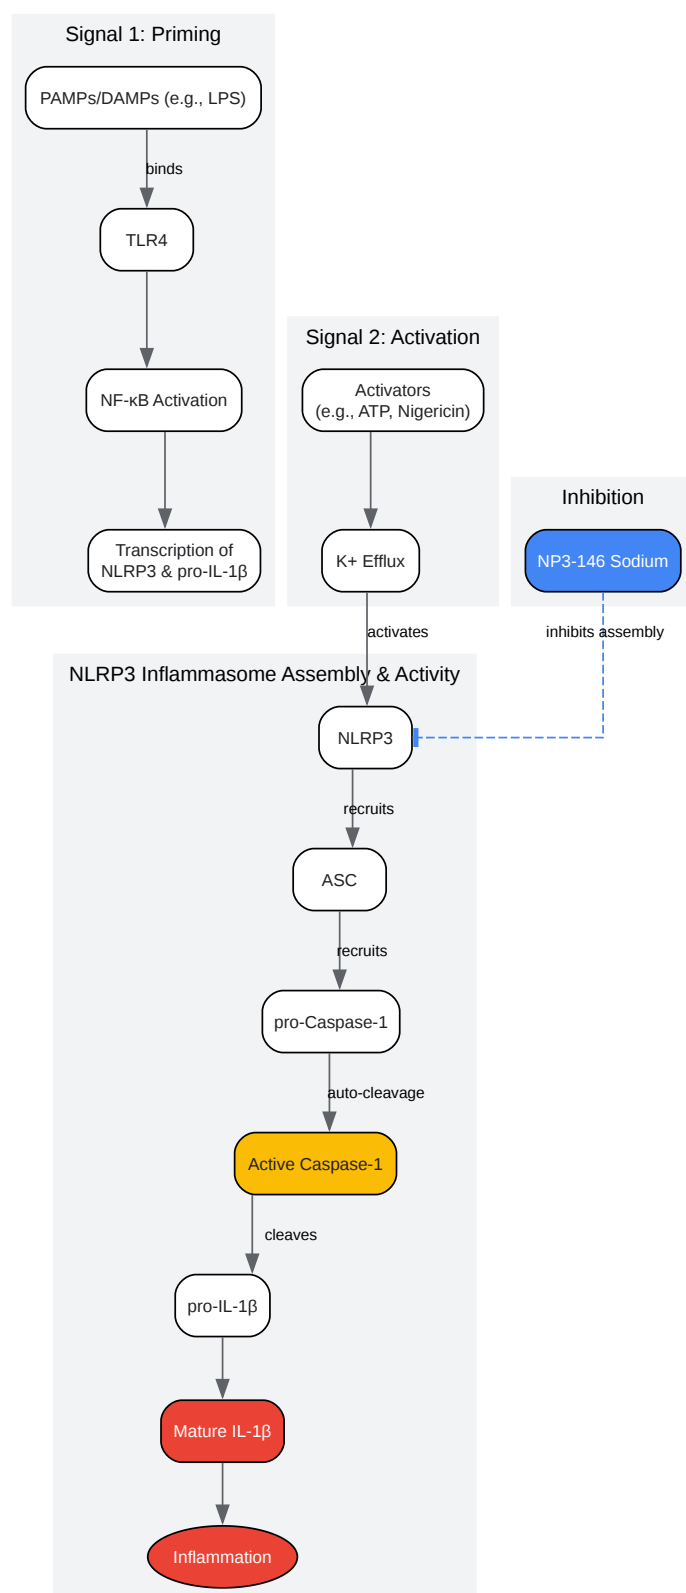 Signal 1: Priming
PAMPs/DAMPs (e.g., LPS)
binds
TLR4
NF-κB Activation
Transcription of
NLRP3 & pro-IL-1β
Signal 2: Activation
Activators
(e.g., ATP, Nigericin)
K+ Efflux
activates
Inhibition
NP3-146 Sodium
inhibits assembly
NLRP3 Inflammasome Assembly & Activity
NLRP3
recruits
ASC
recruits
pro-Caspase-1
auto-cleavage
Active Caspase-1
cleaves
pro-IL-1β
Mature IL-1β
Inflammation